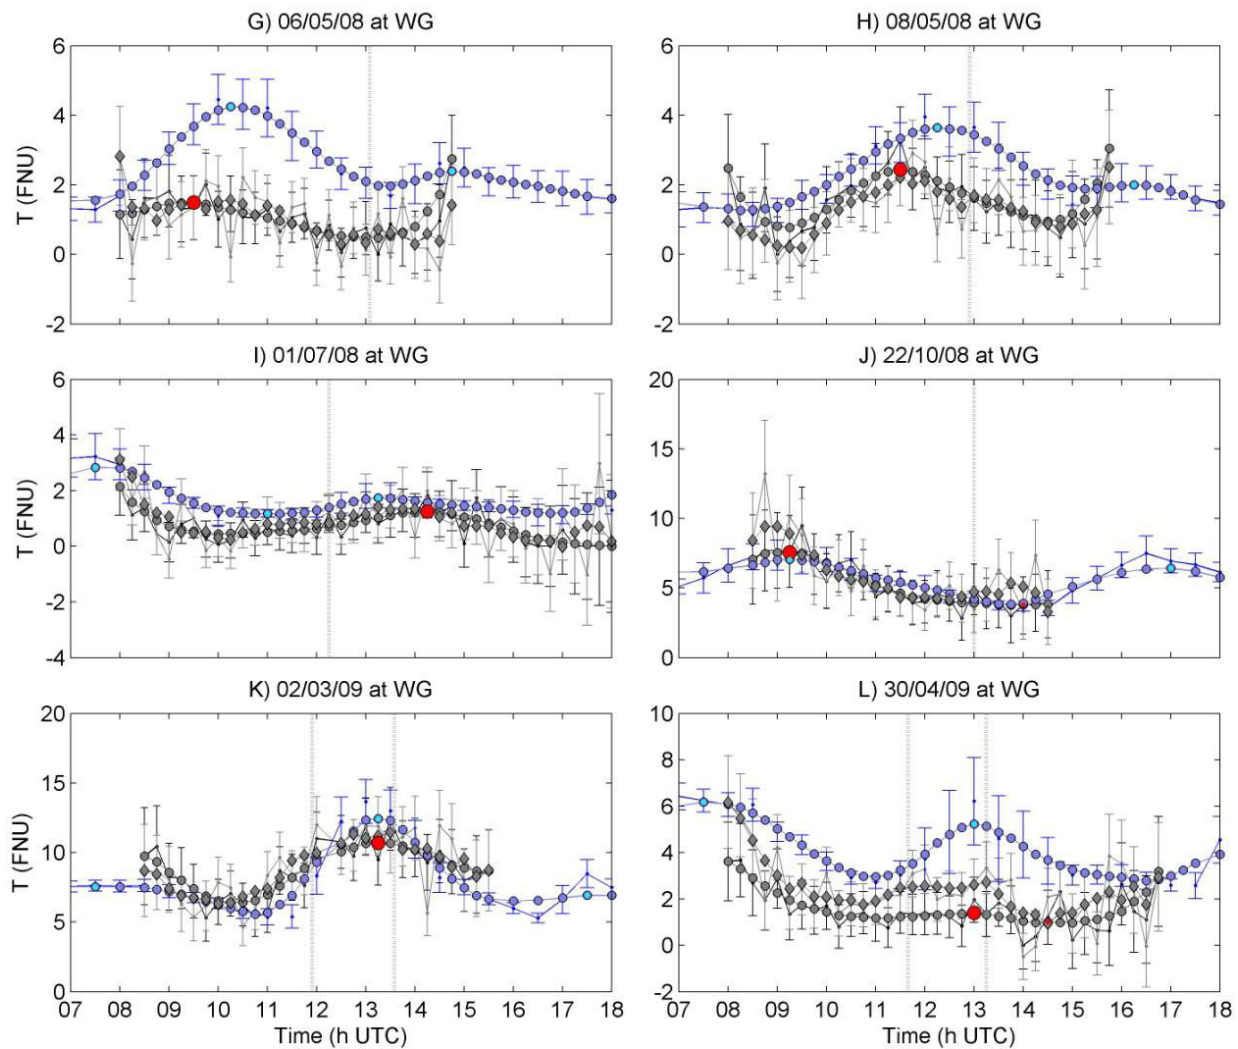 G) 06/05/08 at WG
H) 08/05/08 at WG
T (FNU)
6
4
2
0
-2
6
4
2
0
-2
I) 01/07/08 at WG
J) 22/10/08 at WG
T (FNU)
6
4
2
0
-2
-4
20
15
10
5
0
K) 02/03/09 at WG
L) 30/04/09 at WG
T (FNU)
20
15
10
5
0
10
8
6
4
2
0
-2
07 08 09 10 11 12 13 14 15 16 17 18
07 08 09 10 11 12 13 14 15 16 17 18
Time (h UTC)
Time (h UTC)